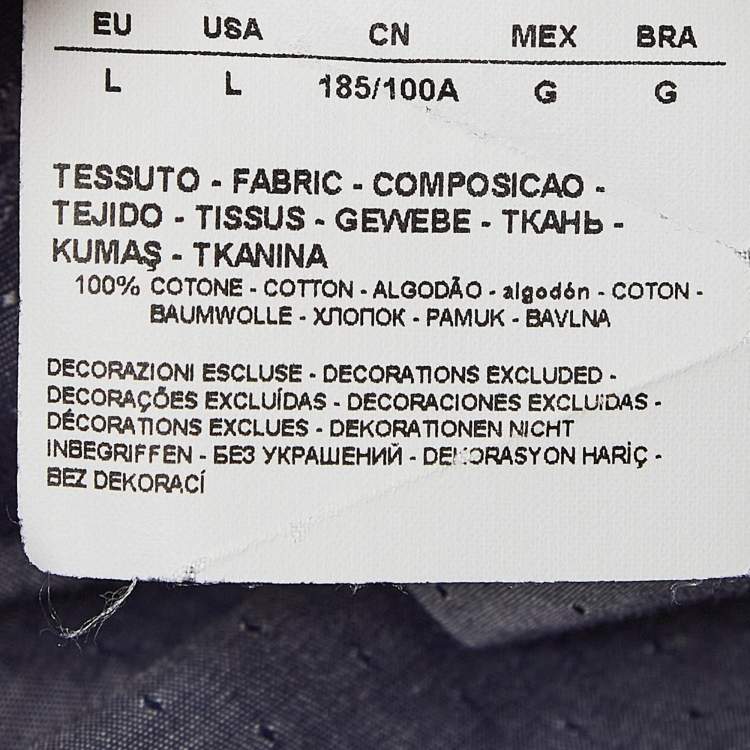 EU USA CN MEX BRA
L L 185/100A G G
TESSUTO - FABRIC - COMPOSICAO -
TEJIDO - TISSUS - GEWEBE - ТКАНЬ -
KUMAŞ - TKANINA
100% COTONE - COTTON - ALGODÃO - algodón - COTON -
BAUMWOLLE - ХЛОПОК - PAMUK - BAVLNA
DECORAZIONI ESCLUSE - DECORATIONS EXCLUDED -
DECORAÇÕES EXCLUÍDAS - DECORACIONES EXCLUIDAS -
DÉCORATIONS EXCLUES - DEKORATIONEN NICHT
INBEGRIFFEN - БЕЗ УКРАШЕНИЙ - DEKORASYON HARİÇ -
BEZ DEKORACÍ